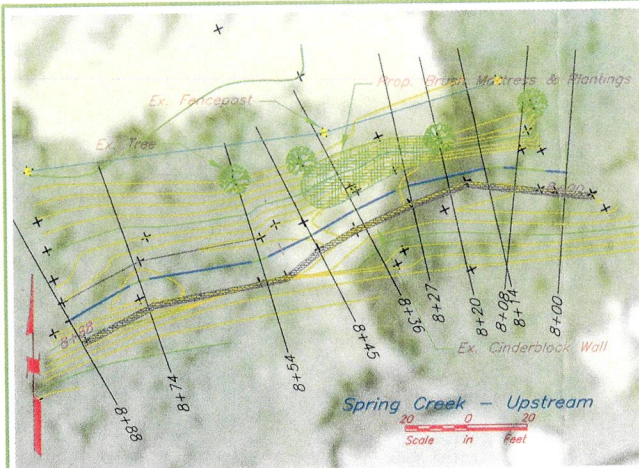 Prop. Brush Mattress & Plantings
Ex. Fencepost
Ex. Tree
8+00
8+14
8+08
8+20
8+27
8+36
8+45
8+54
8+74
8+88
Ex. Cinderblock Wall
Spring Creek - Upstream
20 0 20
Scale in Feet